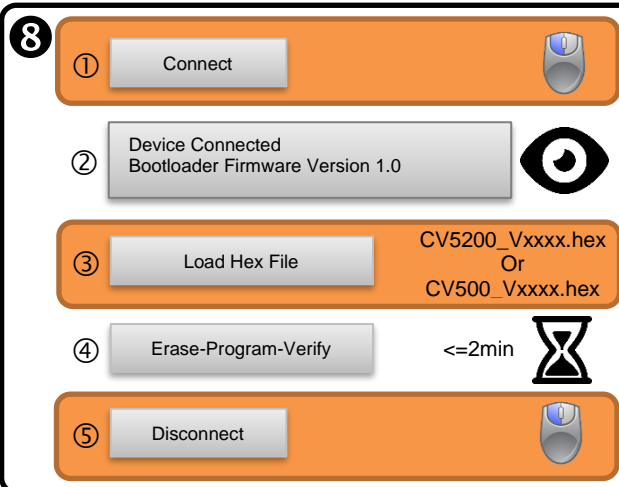 8
① Connect
② Device Connected
Bootloader Firmware Version 1.0
③ Load Hex File
CV5200_Vxxxx.hex
Or
CV500_Vxxxx.hex
④ Erase-Program-Verify <=2min
⑤ Disconnect